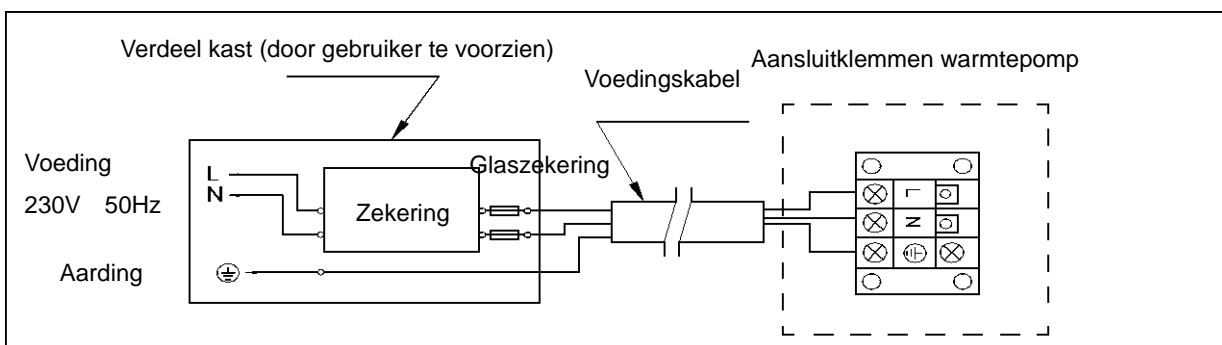 Verdeel kast (door gebruiker te voorzien)
Aansluitklemmen warmtepomp
Voedingskabel
Voeding
230V 50Hz
L
N
Glaszekering
Zekering
Aarding
L
N